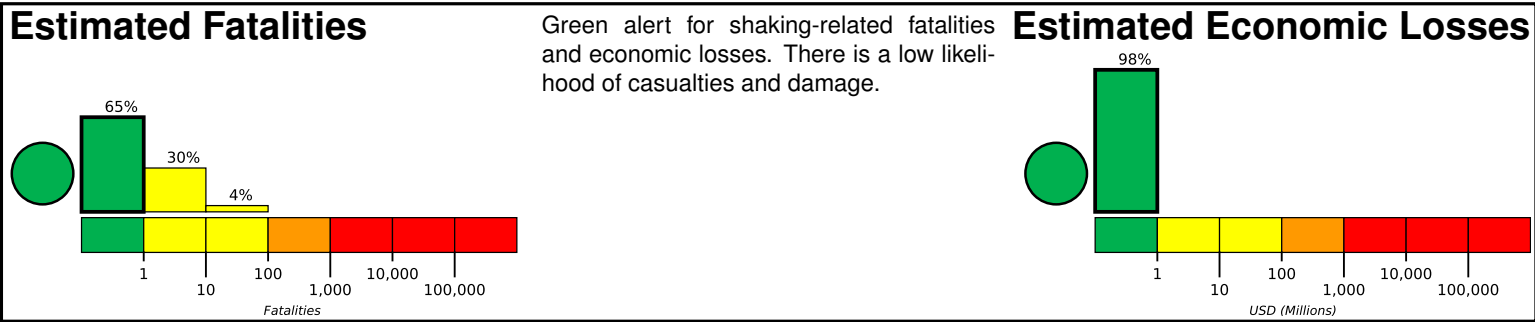 Estimated Fatalities
65%
30%
4%
1
10
100
1,000
10,000
100,000
Fatalities
Green alert for shaking-related fatalities
and economic losses. There is a low likeli-
hood of casualties and damage.
Estimated Economic Losses
98%
1
10
100
1,000
10,000
100,000
USD (Millions)